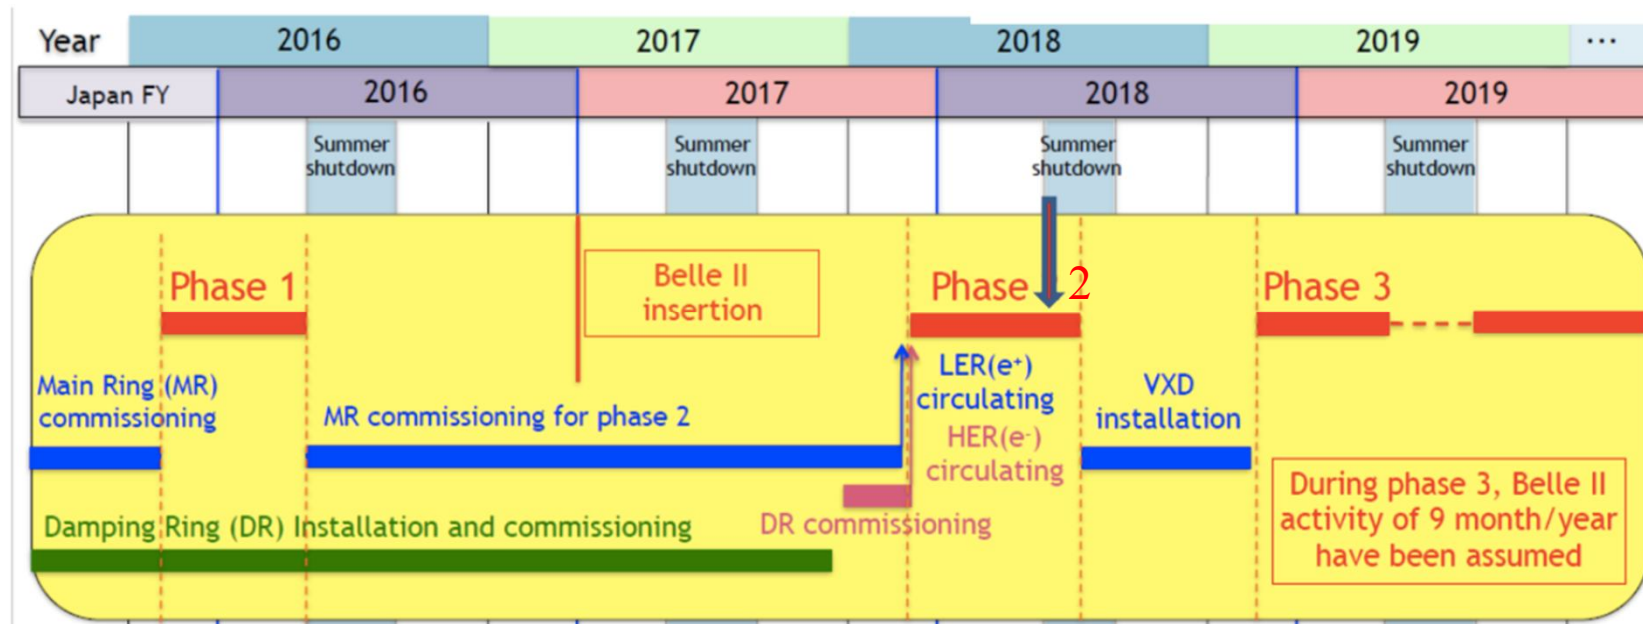 Year 2016 2017 2018 2019 ...
Japan FY 2016 2017 2018 2019
Summer shutdown
Summer shutdown
Summer shutdown
Summer shutdown
Phase 1
Belle II
insertion
Phase 2
Phase 3
Main Ring (MR)
commissioning
MR commissioning for phase 2
LER(e⁺)
circulating
HER(e⁻)
circulating
VXD
installation
Damping Ring (DR) Installation and commissioning
DR commissioning
During phase 3, Belle II
activity of 9 month/year
have been assumed